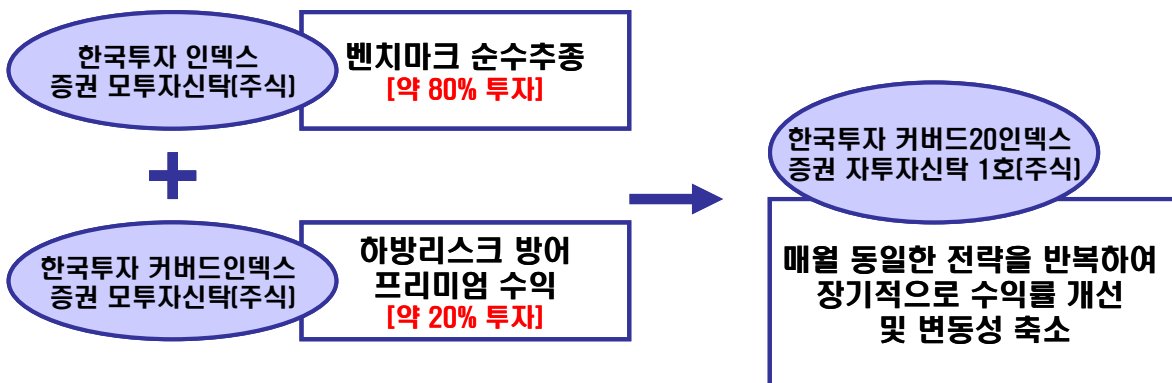 한국투자 인덱스
증권 모투자신탁(주식)
벤치마크 순수추종
[약 80% 투자]
+
한국투자 커버드인덱스
증권 모투자신탁(주식)
하방리스크 방어
프리미엄 수익
[약 20% 투자]
한국투자 커버드20인덱스
증권 자투자신탁 1호(주식)
매월 동일한 전략을 반복하여
장기적으로 수익률 개선
및 변동성 축소